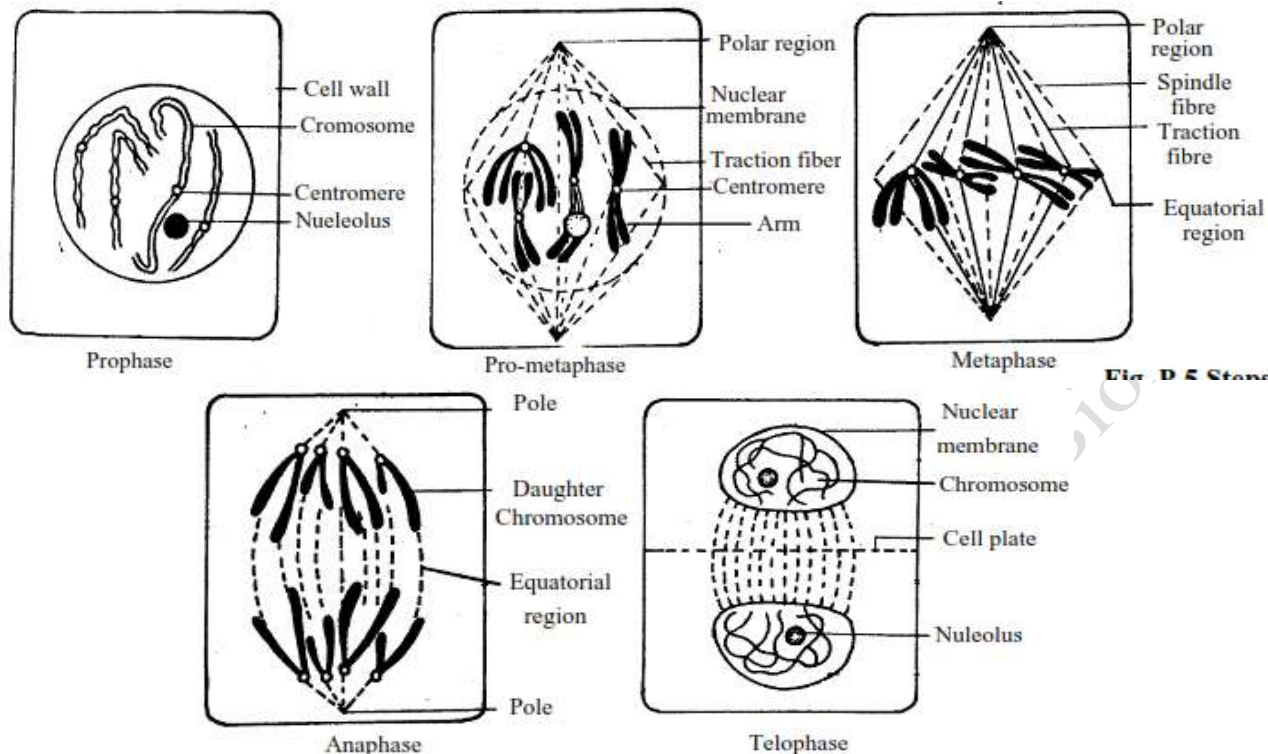 Cell wall
Cromosome
Centromere
Nueleolus
Prophase
Polar region
Nuclear
membrane
Traction fiber
Centromere
Arm
Pro-metaphase
Polar
region
Spindle
fibre
Traction
fibre
Equatorial
region
Metaphase
Pole
Daughter
Chromosome
Equatorial
region
Pole
Anaphase
Nuclear
membrane
Chromosome
Cell plate
Nuleolus
Telophase